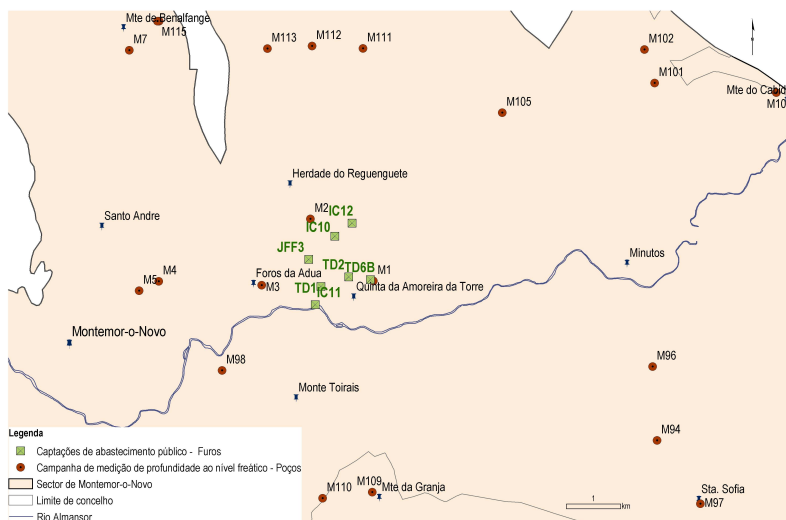 Mte de Benalfange
M115
M7
M113
M112
M111
M102
M101
Mte do Cabid
M10
M105
Herdade do Reguenguete
M2
IC12
IC10
Santo Andre
JFF3
TD2
TD6B
M1
Minutos
M4
M5
Foros da Adua
M3
TD1
IC11
Quinta da Amoreira da Torre
Montemor-o-Novo
M98
M96
Monte Toirais
M94
M109
Mte da Granja
M110
Sta. Sofia
M97
1
km
Legenda
Captações de abastecimento público - Furos
Campanha de medição de profundidade ao nível freático - Poços
Sector de Montemor-o-Novo
Limite de concelho
Rio Almansor